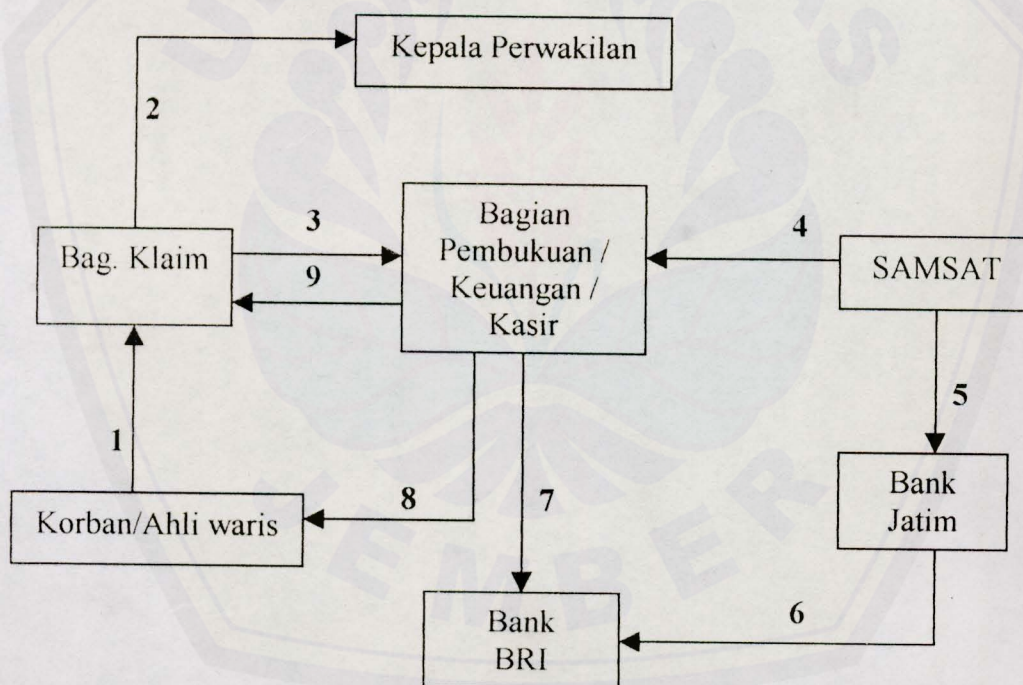 Kepala Perwakilan
2
Bag. Klaim
3
9
Bagian
Pembukuan /
Keuangan /
Kasir
4
SAMSAT
1
5
Korban/Ahli waris
8
7
Bank
Jatim
Bank
BRI
6
JEMBER